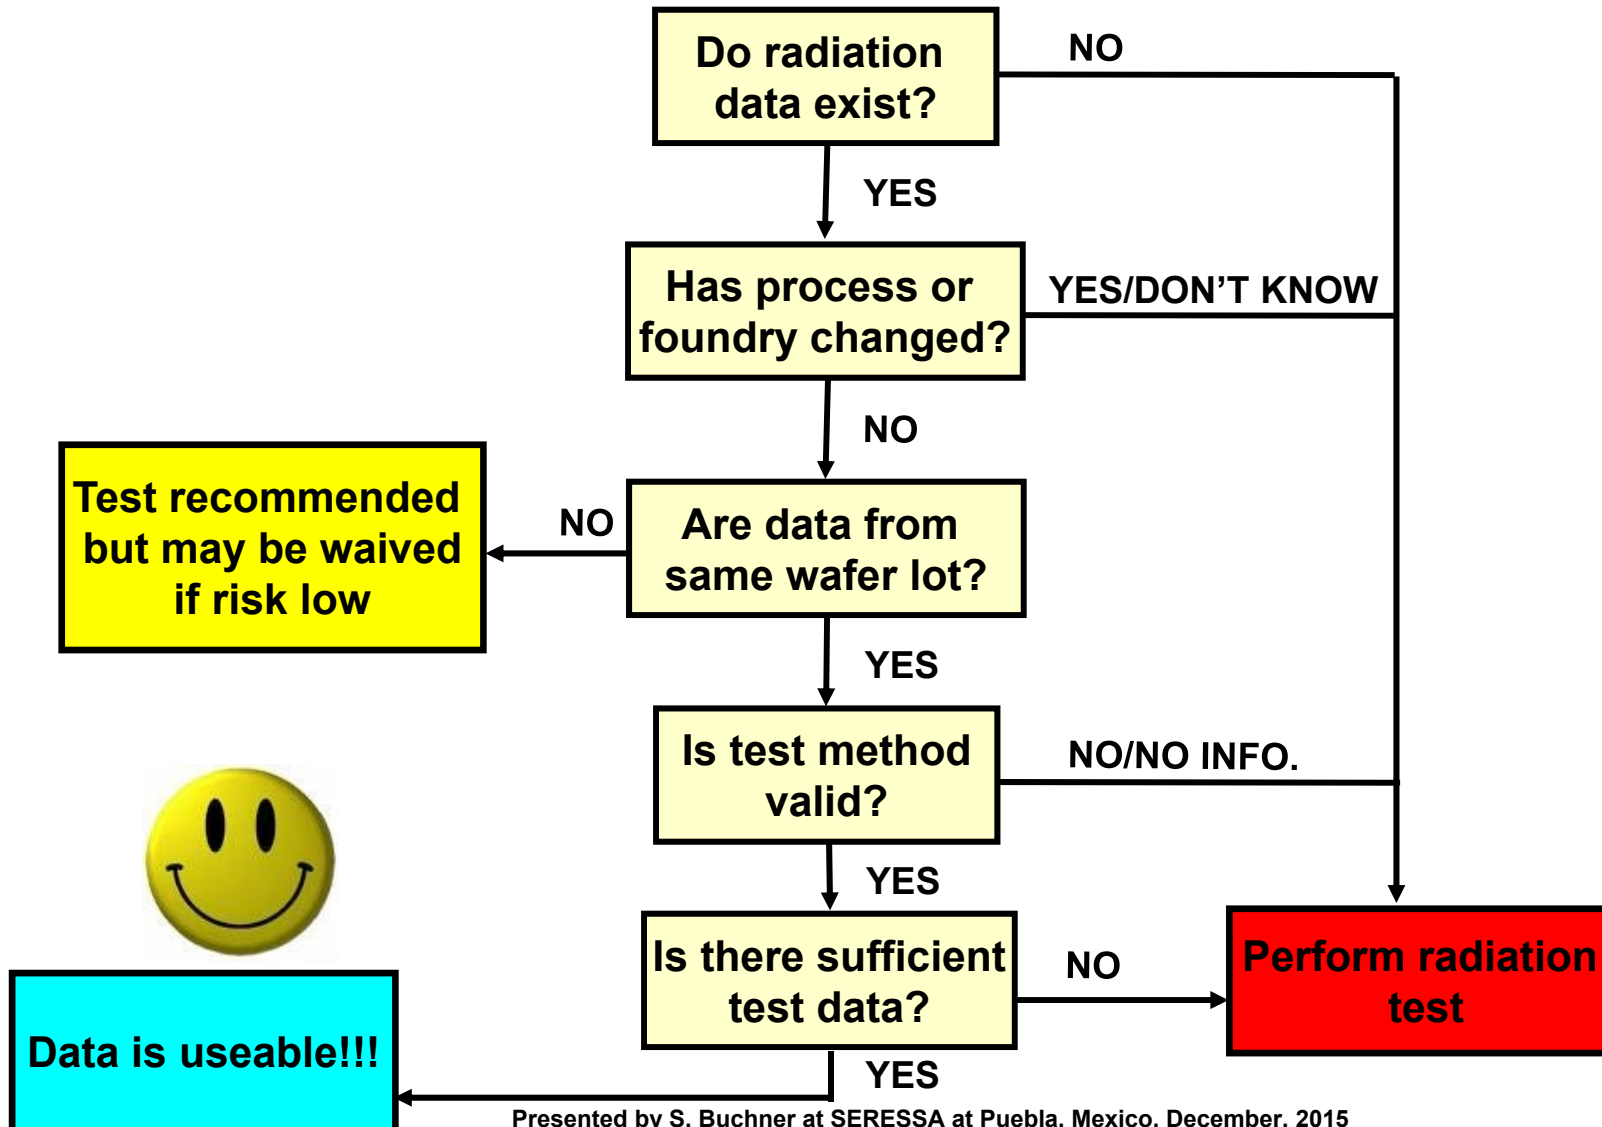 Do radiation
data exist?
NO
YES
Has process or
foundry changed?
YES/DON'T KNOW
NO
Are data from
same wafer lot?
NO
Test recommended
but may be waived
if risk low
YES
Is test method
valid?
NO/NO INFO.
YES
Is there sufficient
test data?
NO
Perform radiation
test
YES
Data is useable!!!
Presented by S. Buchner at SERESSA at Puebla, Mexico, December, 2015